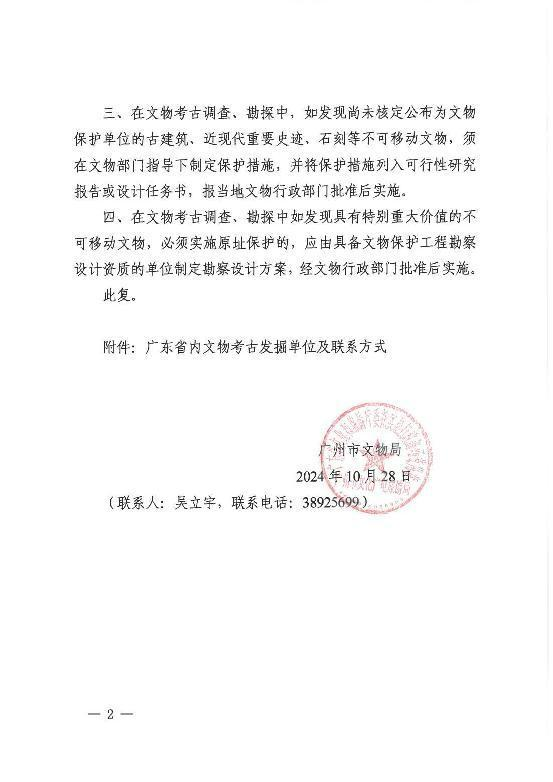 三、在文物考古调查、勘探中，如发现尚未核定公布为文物
保护单位的古建筑、近现代重要史迹、石刻等不可移动文物，须
在文物部门指导下制定保护措施，并将保护措施列入可行性研究
报告或设计任务书，报当地文物行政部门批准后实施。
四、在文物考古调查、勘探中如发现具有特别重大价值的不
可移动文物，必须实施原址保护的，应由具备文物保护工程勘察
设计资质的单位制定勘察设计方案，经文物行政部门批准后实施。
此复。
附件：广东省内文物考古发掘单位及联系方式
广州市文物局
2024年10月28日
（联系人：吴立宇，联系电话：38925699）
— 2 —